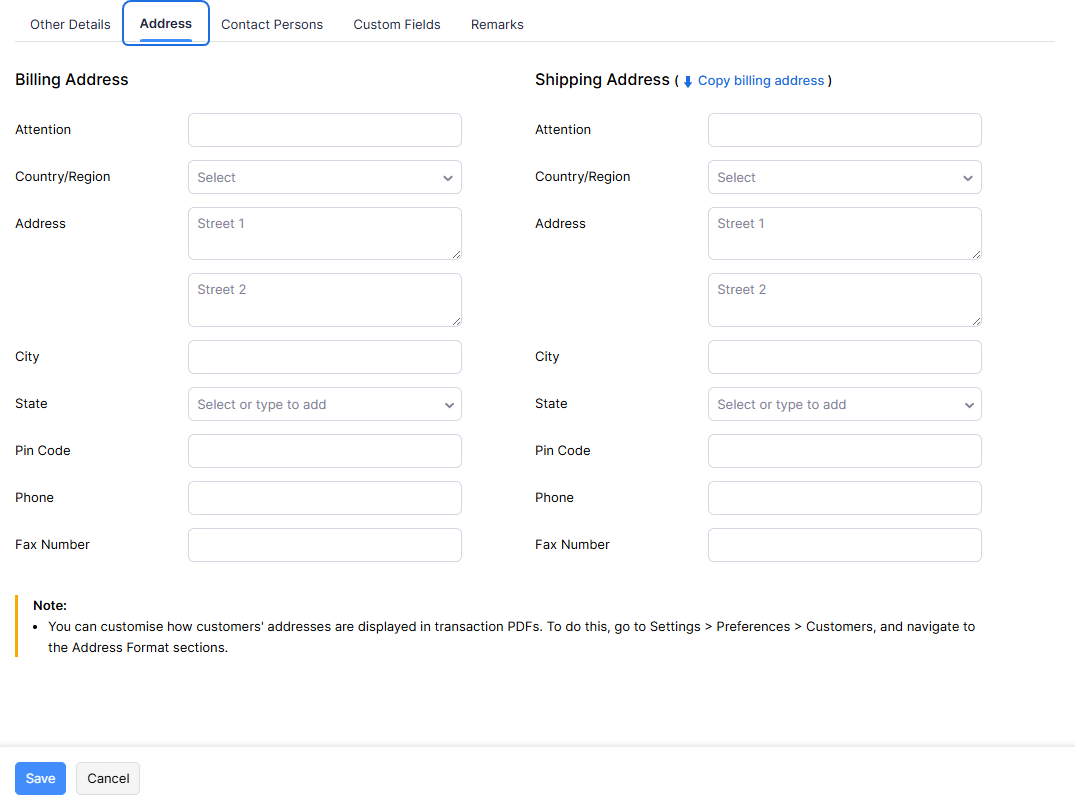 Other Details Address Contact Persons Custom Fields Remarks
Billing Address
Attention
Country/Region Select
Address Street 1
Street 2
City
State Select or type to add
Pin Code
Phone
Fax Number
Shipping Address ( Copy billing address )
Attention
Country/Region Select
Address Street 1
Street 2
City
State Select or type to add
Pin Code
Phone
Fax Number
Note:
• You can customise how customers' addresses are displayed in transaction PDFs. To do this, go to Settings > Preferences > Customers, and navigate to
the Address Format sections.
Save Cancel